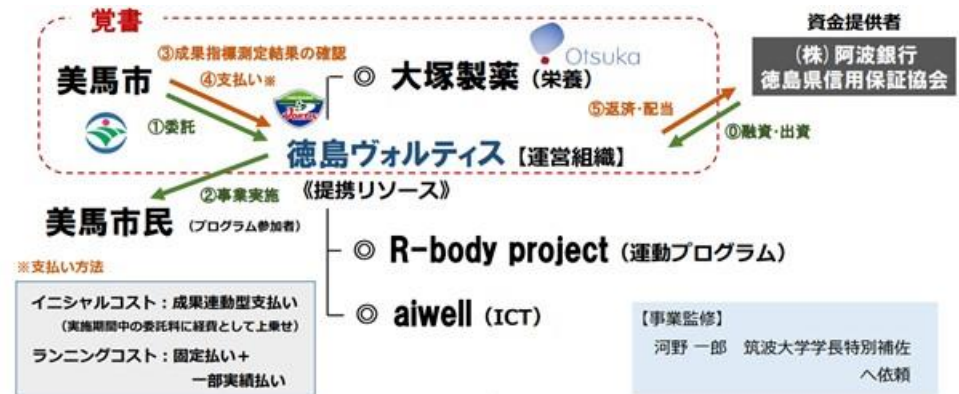 覚書
資金提供者
③成果指標測定結果の確認
Otsuka
(株)阿波銀行
徳島県信用保証協会
美馬市
④支払い※
◎ 大塚製薬(栄養)
⑤返済・配当
①委託
⓪融資・出資
徳島ヴォルティス【運営組織】
②事業実施
《提携リソース》
美馬市民(プログラム参加者)
◎ R-body project(運動プログラム)
※支払い方法
イニシャルコスト:成果連動型支払い
(実施期間中の委託料に経費として上乗せ)
ランニングコスト:固定払い+
一部実績払い
◎ aiwell(ICT)
【事業監修】
河野 一郎 筑波大学学長特別補佐
へ依頼